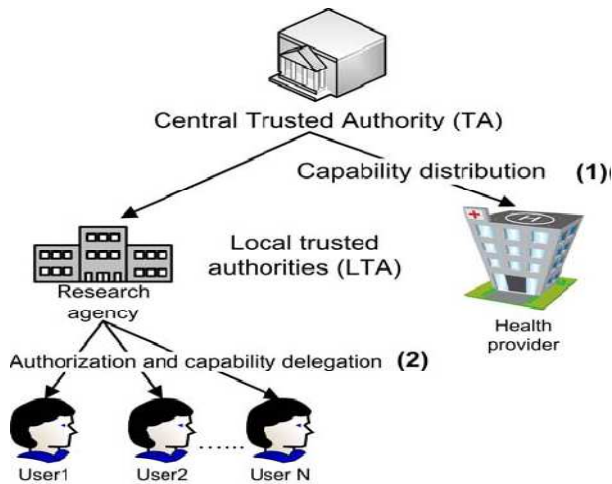 Central Trusted Authority (TA)
Capability distribution (1)(
Local trusted
authorities (LTA)
Research
agency
H
Health
provider
Authorization and capability delegation (2)
User1 User2 ...... User N